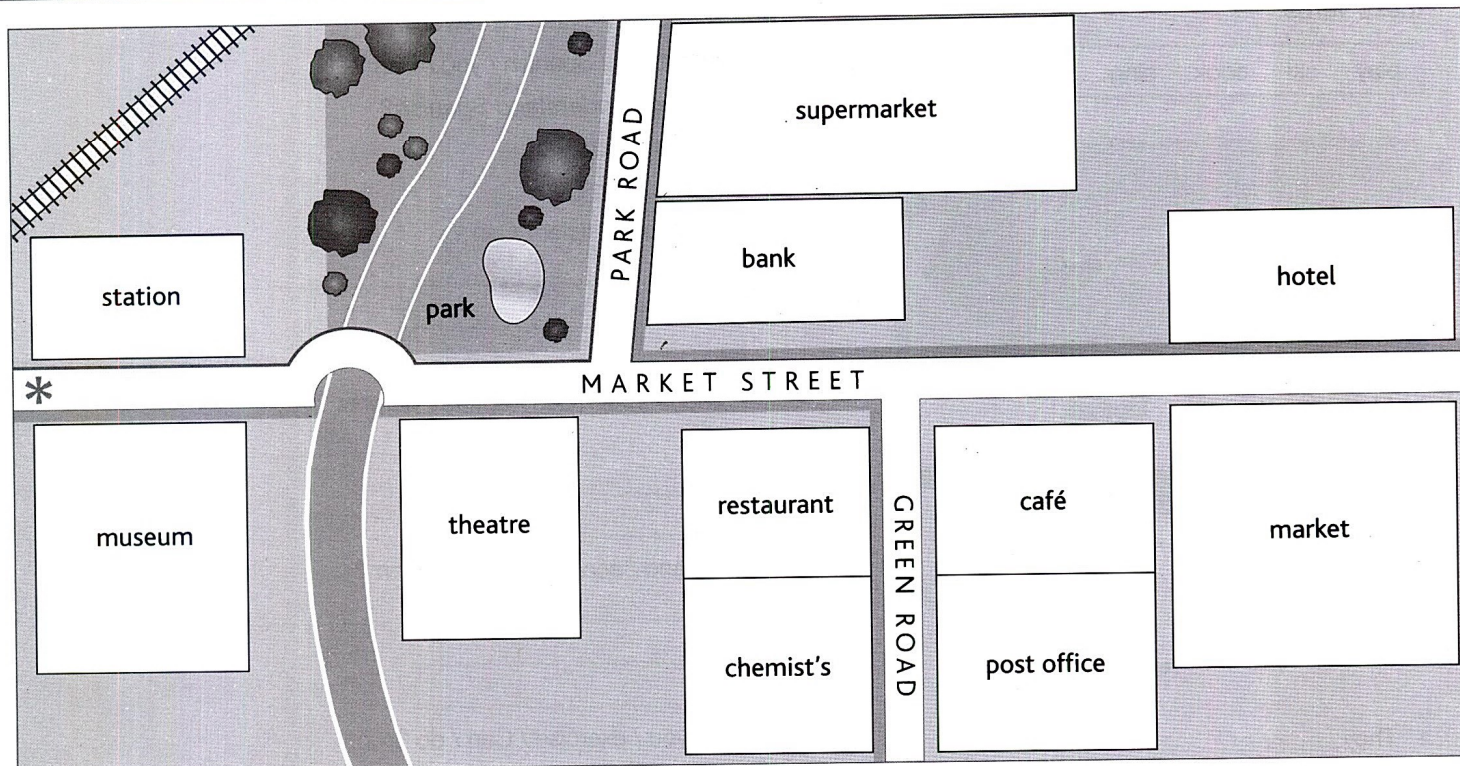 supermarket
PARK ROAD
bank
hotel
station
park
MARKET STREET
*
museum
theatre
restaurant
café
market
GREEN ROAD
chemist's
post office